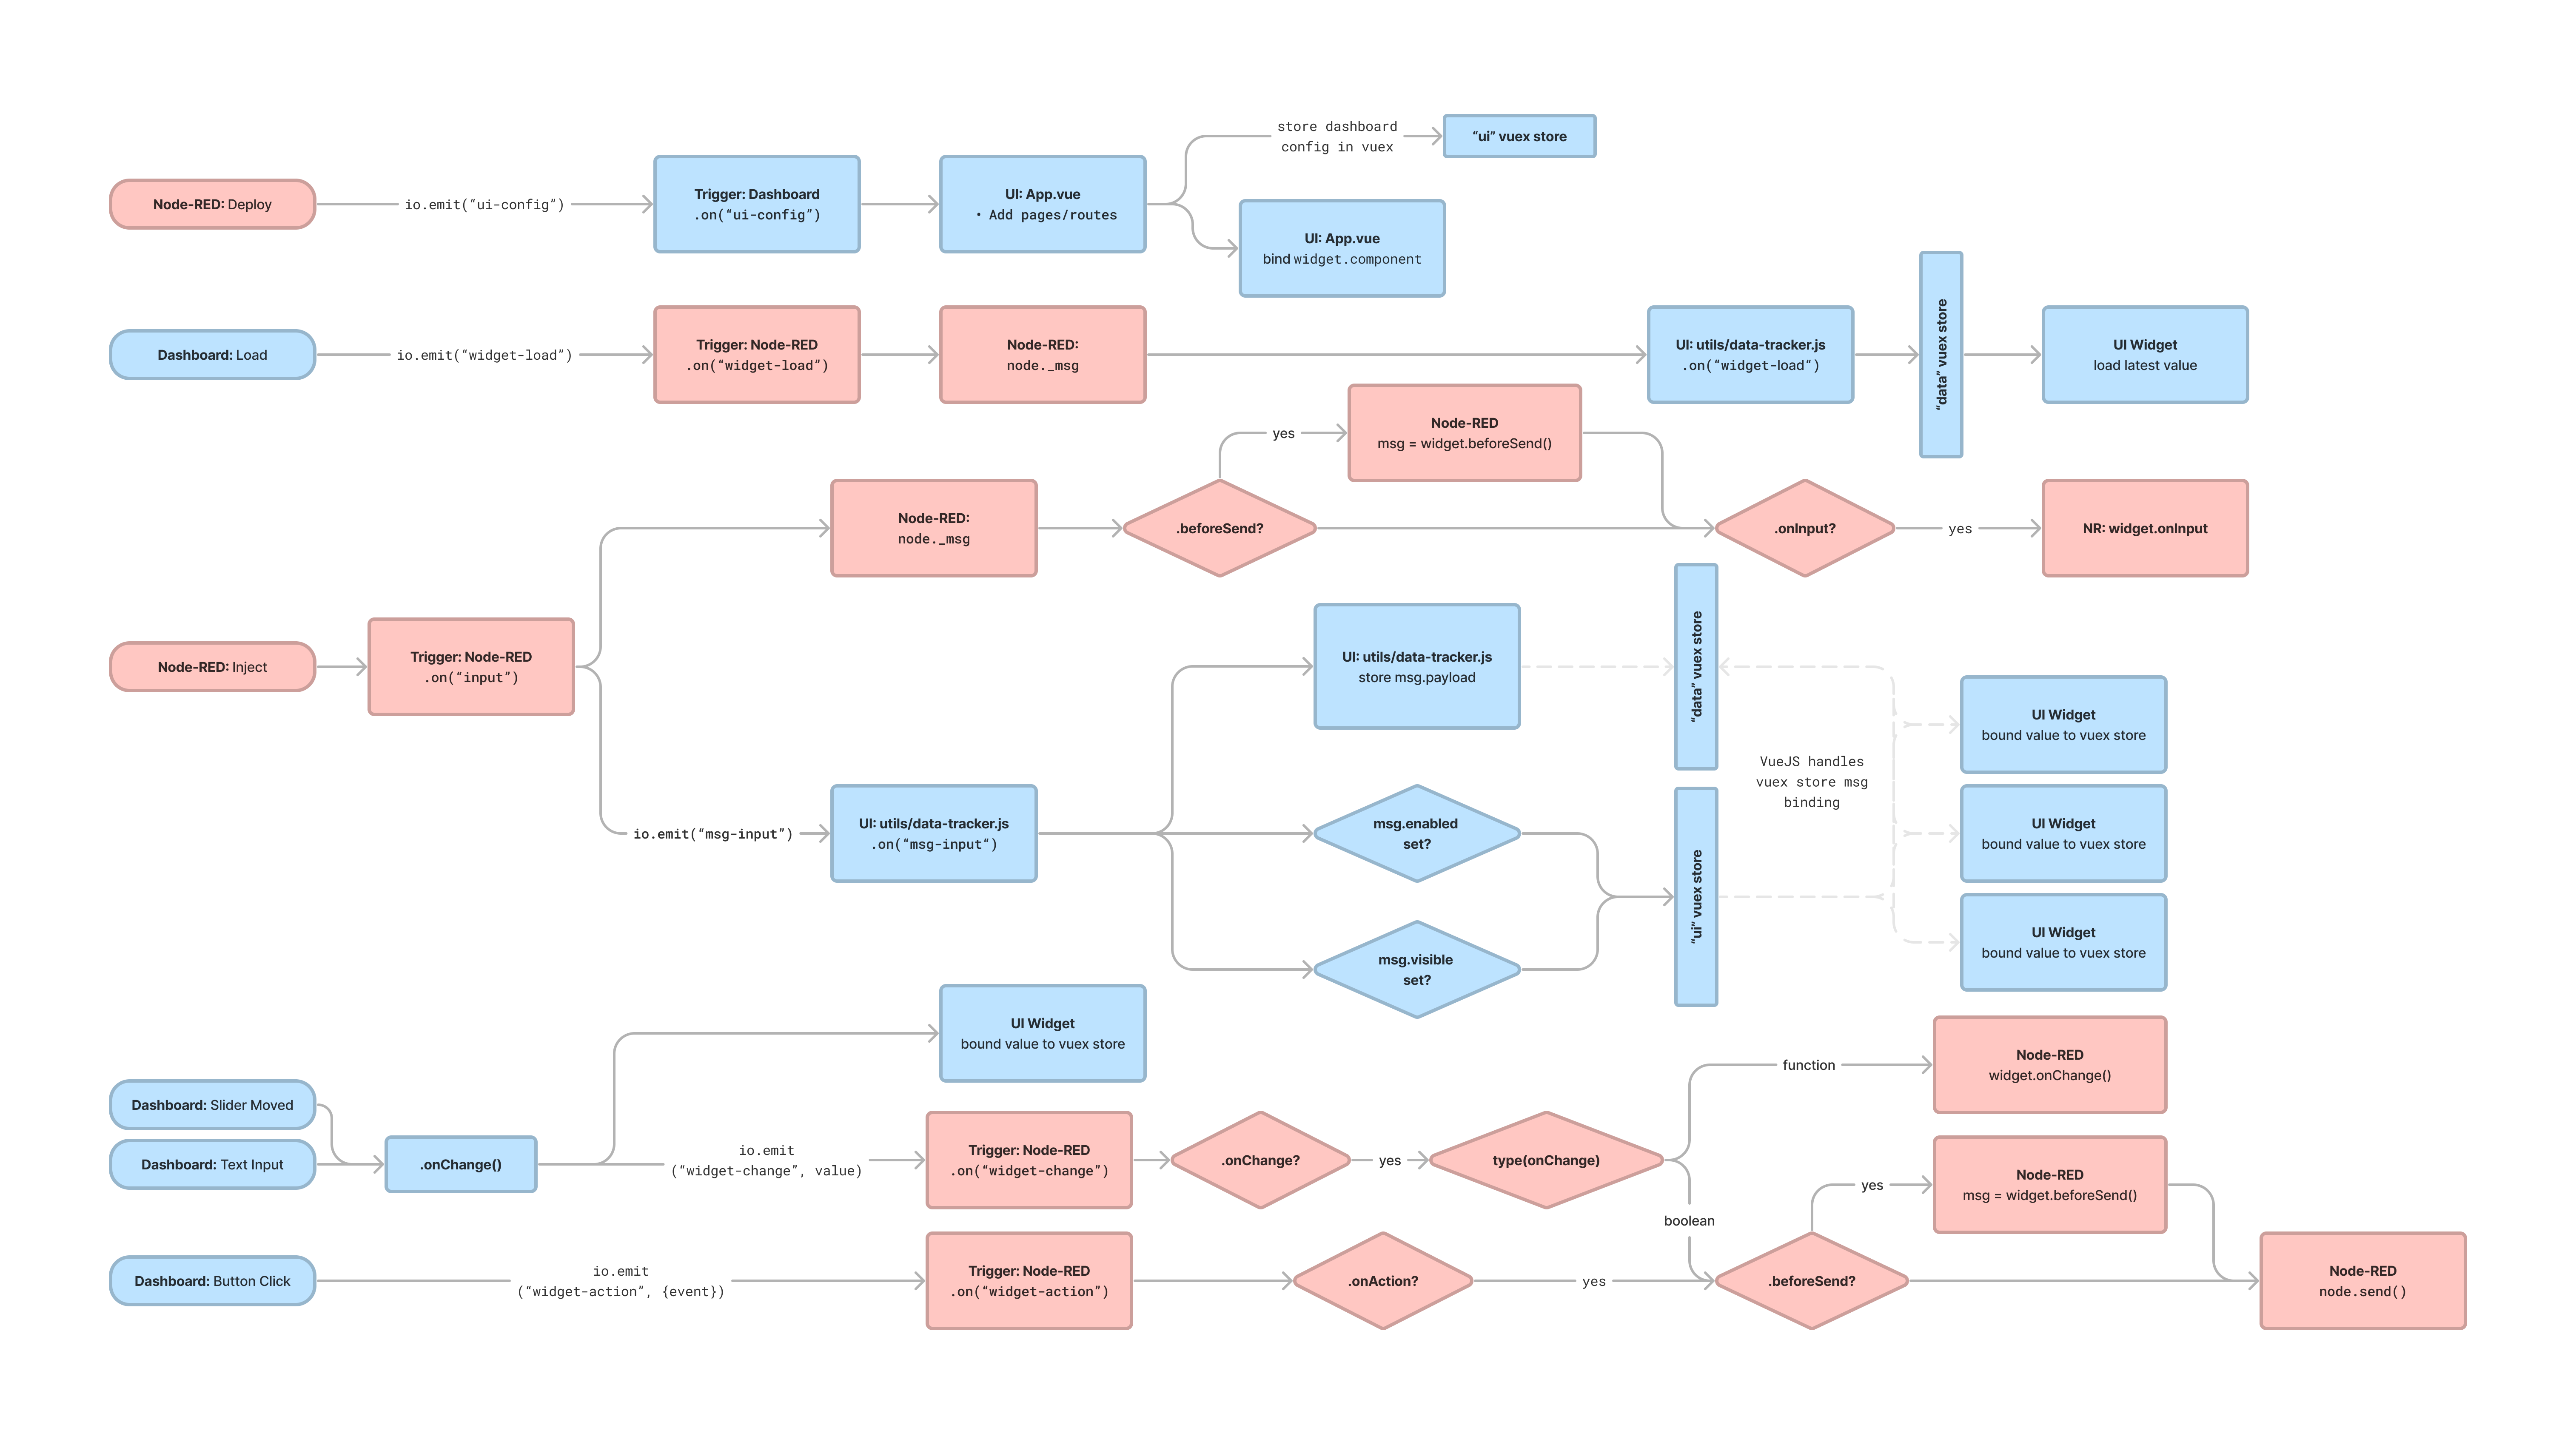 store dashboard
config in vuex
“ui” vuex store
Node-RED: Deploy
io.emit(“ui-config”)
Trigger: Dashboard
.on(“ui-config”)
UI: App.vue
• Add pages/routes
UI: App.vue
bind widget.component
Dashboard: Load
io.emit(“widget-load”)
Trigger: Node-RED
.on(“widget-load”)
Node-RED:
node._msg
UI: utils/data-tracker.js
.on(“widget-load“)
“data” vuex store
UI Widget
load latest value
yes
Node-RED
msg = widget.beforeSend()
Node-RED:
node._msg
.beforeSend?
.onInput?
yes
NR: widget.onInput
Node-RED: Inject
Trigger: Node-RED
.on(“input”)
UI: utils/data-tracker.js
store msg.payload
“data” vuex store
VueJS handles
vuex store msg
binding
UI Widget
bound value to vuex store
io.emit(“msg-input”)
UI: utils/data-tracker.js
.on(“msg-input“)
msg.enabled
set?
“ui” vuex store
UI Widget
bound value to vuex store
msg.visible
set?
UI Widget
bound value to vuex store
UI Widget
bound value to vuex store
Dashboard: Slider Moved
Dashboard: Text Input
.onChange()
io.emit
(“widget-change”, value)
Trigger: Node-RED
.on(“widget-change”)
.onChange?
yes
type(onChange)
function
Node-RED
widget.onChange()
boolean
yes
Node-RED
msg = widget.beforeSend()
Dashboard: Button Click
io.emit
(“widget-action”, {event})
Trigger: Node-RED
.on(“widget-action”)
.onAction?
yes
.beforeSend?
Node-RED
node.send()